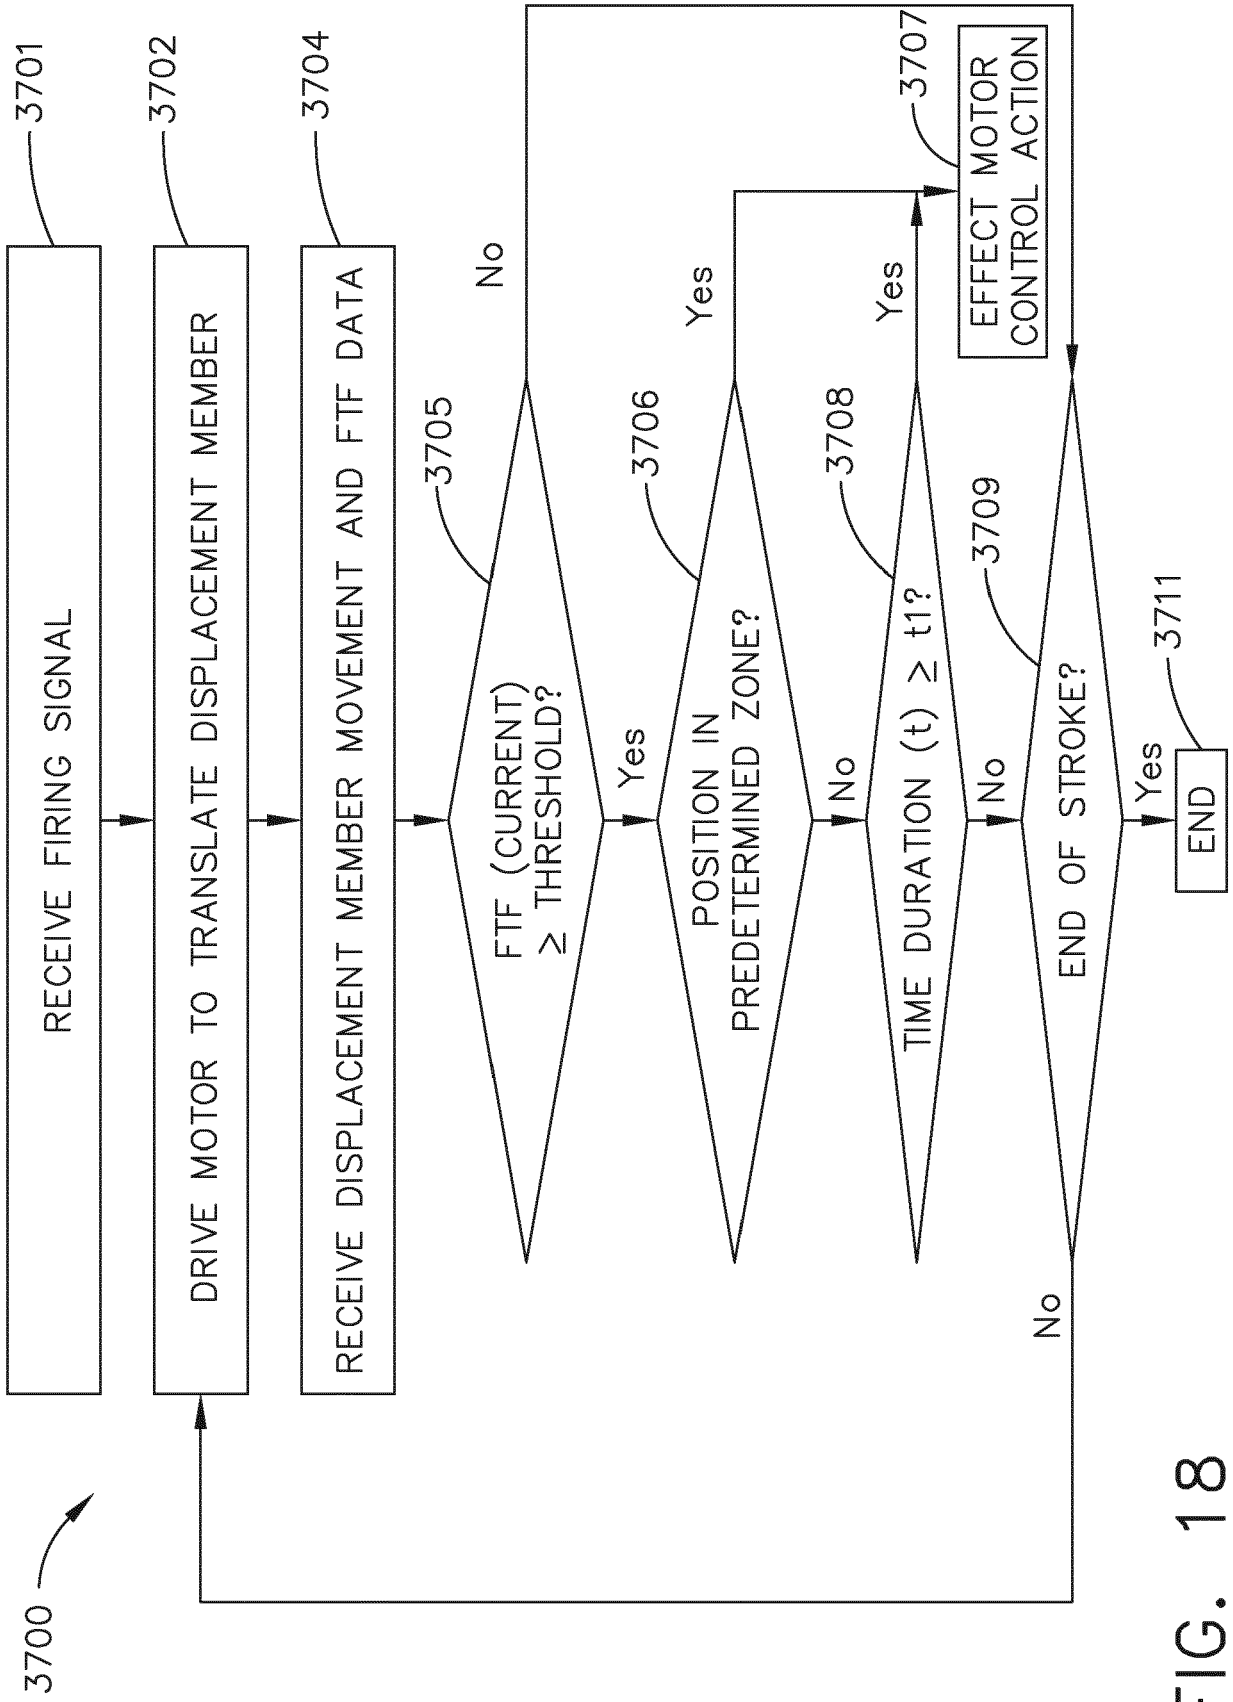 3700
3701
RECEIVE FIRING SIGNAL
3702
DRIVE MOTOR TO TRANSLATE DISPLACEMENT MEMBER
3704
RECEIVE DISPLACEMENT MEMBER MOVEMENT AND FTF DATA
3705
FTF (CURRENT)
≥ THRESHOLD?
No
Yes
3706
POSITION IN
PREDETERMINED ZONE?
Yes
No
3708
TIME DURATION (t) ≥ t1?
Yes
3707
EFFECT MOTOR
CONTROL ACTION
No
3709
END OF STROKE?
No
Yes
3711
END
FIG. 18